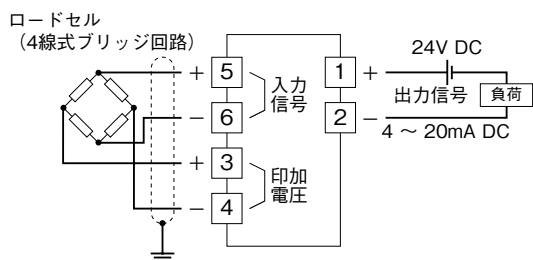 ロードセル
（4線式ブリッジ回路）
＋ 5
－ 6
入力
信号
＋ 3
－ 4
印加
電圧
1 ＋
2 －
24V DC
出力信号
負荷
4 ～ 20mA DC